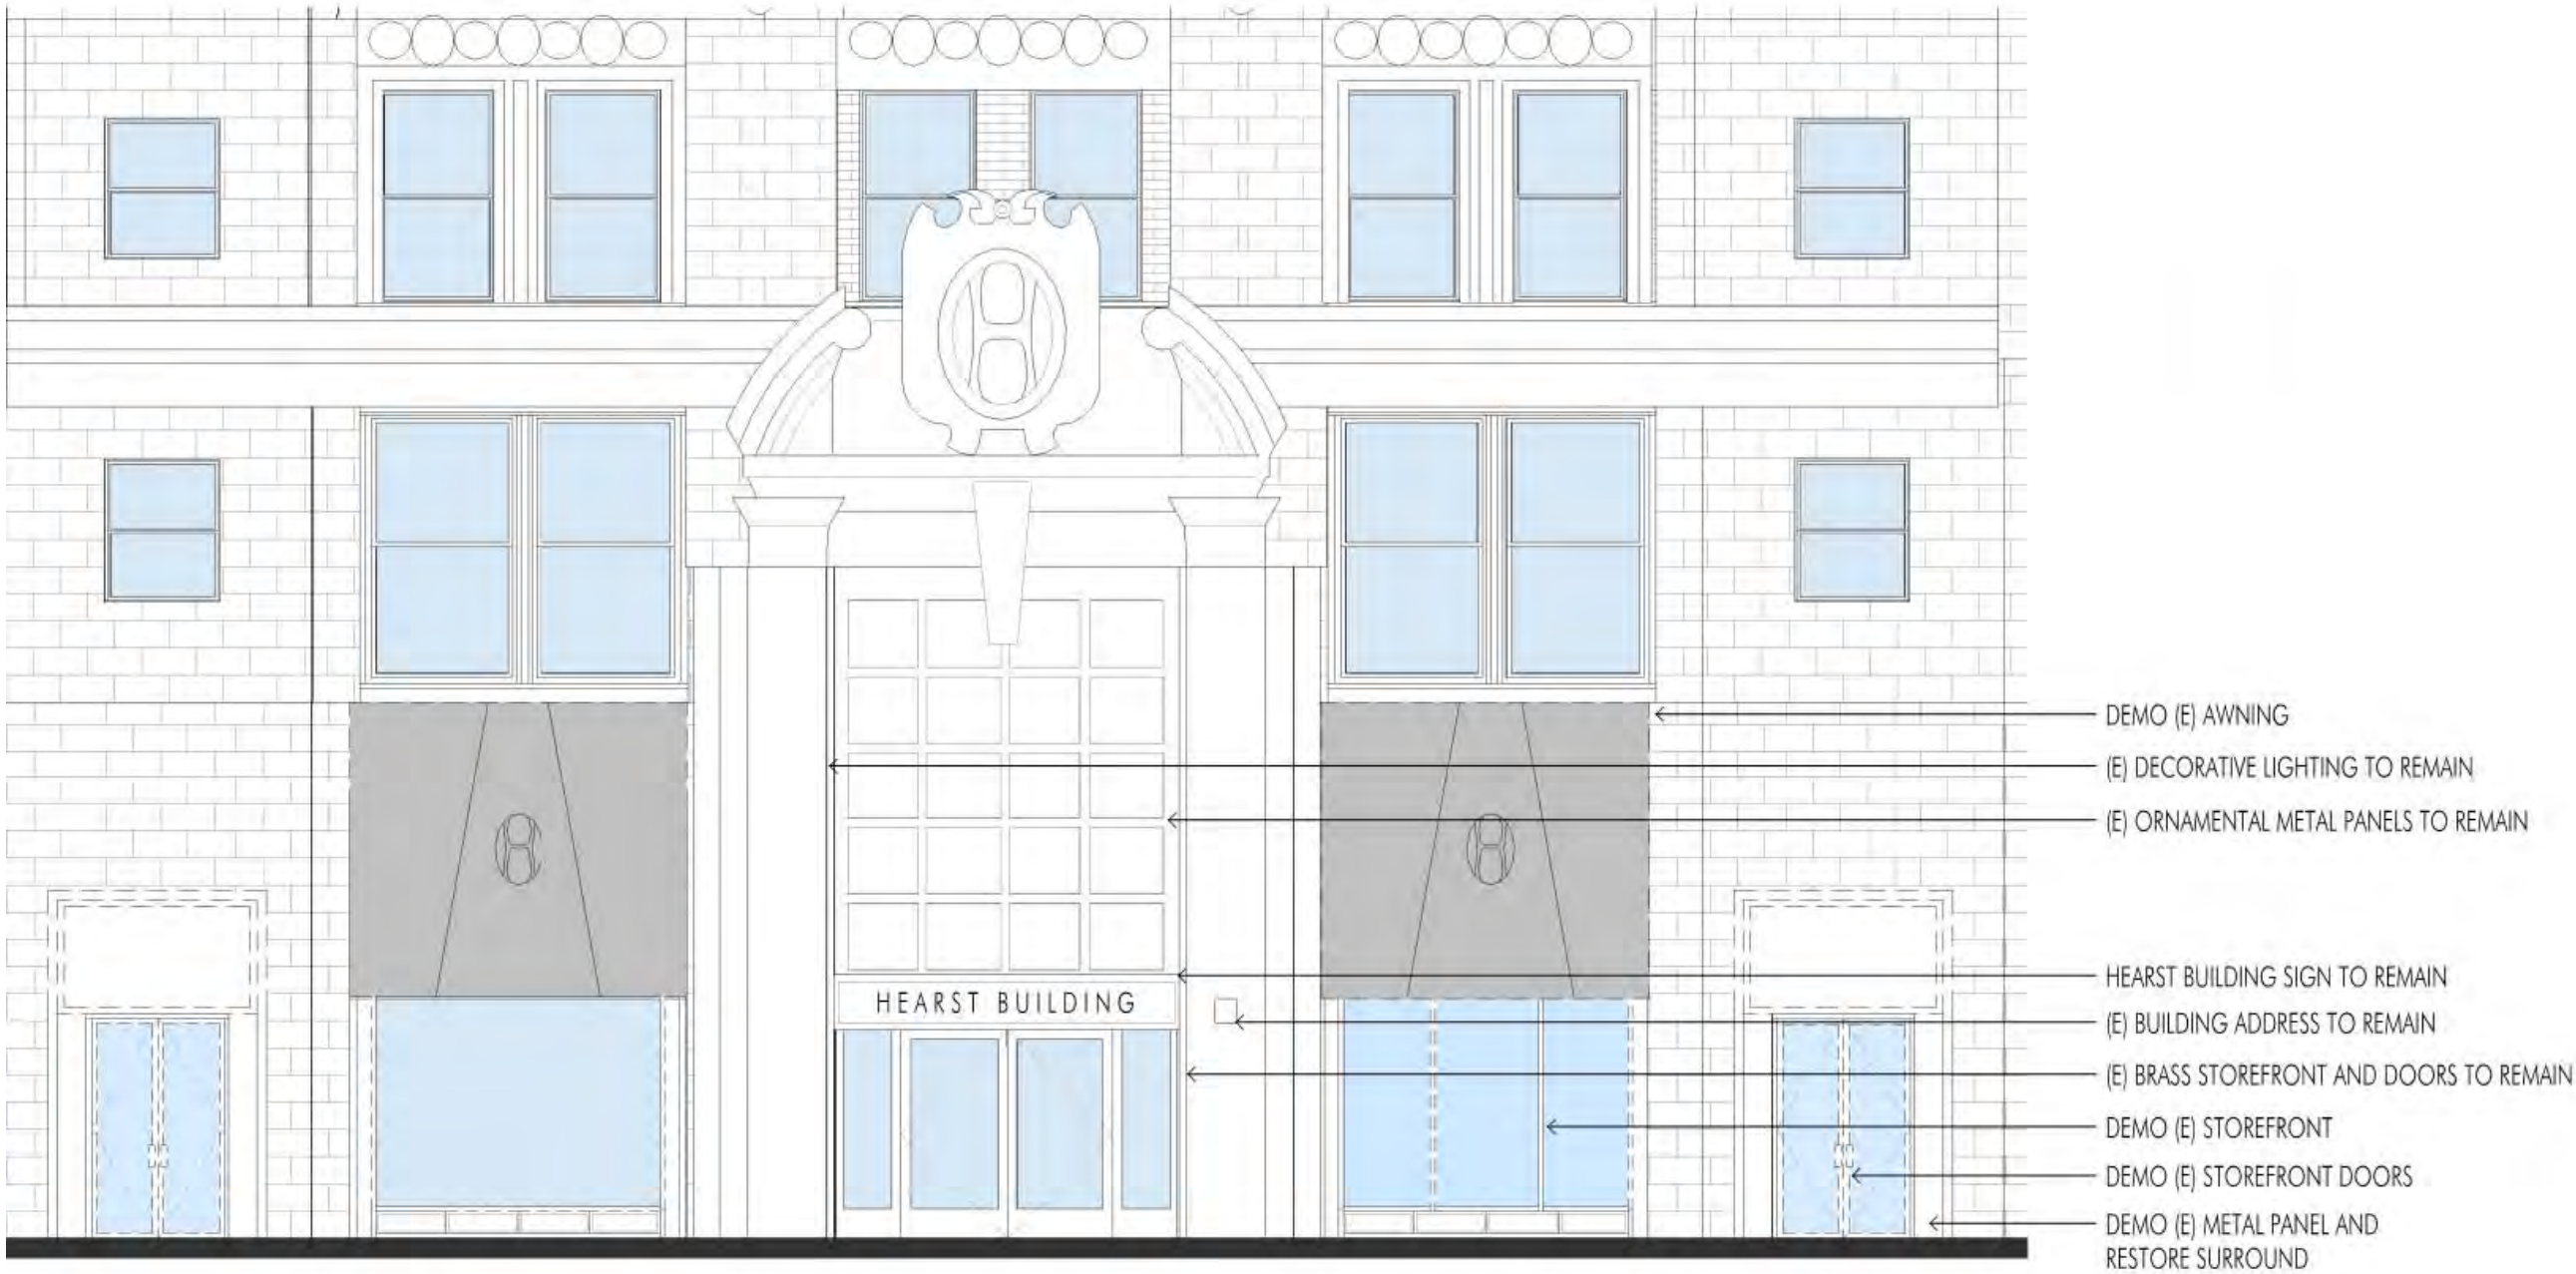 DEMO (E) AWNING
(E) DECORATIVE LIGHTING TO REMAIN
(E) ORNAMENTAL METAL PANELS TO REMAIN
HEARST BUILDING SIGN TO REMAIN
HEARST BUILDING
(E) BUILDING ADDRESS TO REMAIN
(E) BRASS STOREFRONT AND DOORS TO REMAIN
DEMO (E) STOREFRONT
DEMO (E) STOREFRONT DOORS
DEMO (E) METAL PANEL AND
RESTORE SURROUND